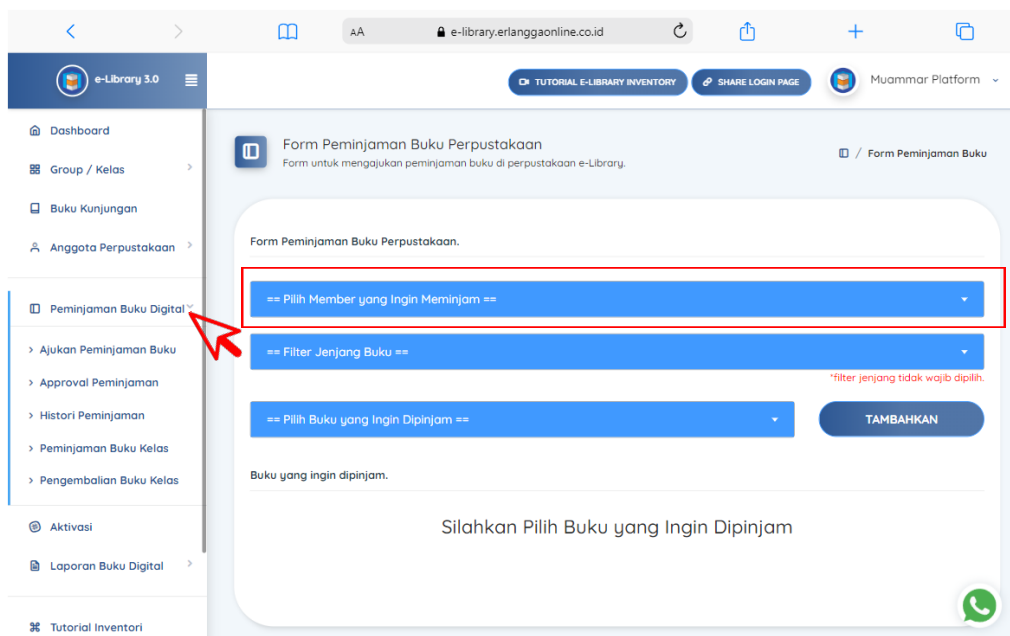 AA e-library.erlanggaonline.co.id
e-Library 3.0
TUTORIAL E-LIBRARY INVENTORY
SHARE LOGIN PAGE
Muammar Platform
Dashboard
Group / Kelas
Buku Kunjungan
Anggota Perpustakaan
Peminjaman Buku Digital
> Ajukan Peminjaman Buku
> Approval Peminjaman
> Histori Peminjaman
> Peminjaman Buku Kelas
> Pengembalian Buku Kelas
Aktivasi
Laporan Buku Digital
Tutorial Inventori
Form Peminjaman Buku Perpustakaan
Form untuk mengajukan peminjaman buku di perpustakaan e-Library.
/ Form Peminjaman Buku
Form Peminjaman Buku Perpustakaan.
== Pilih Member yang Ingin Meminjam ==
== Filter Jenjang Buku ==
*filter jenjang tidak wajib dipilih.
== Pilih Buku yang Ingin Dipinjam ==
TAMBAHKAN
Buku yang ingin dipinjam.
Silahkan Pilih Buku yang Ingin Dipinjam